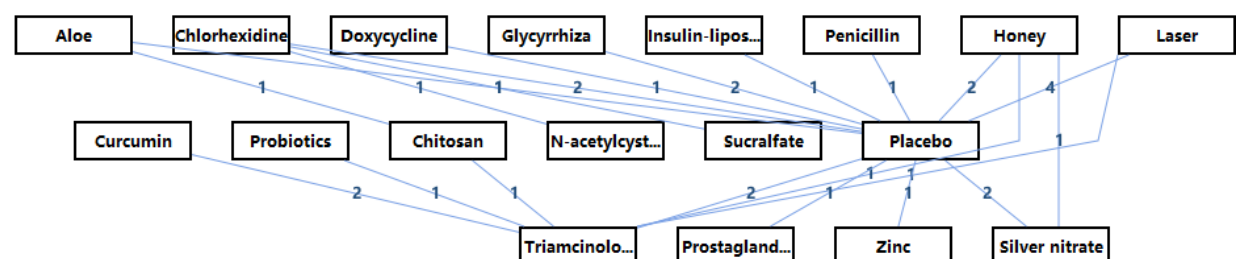 Aloe Chlorhexidine Doxycycline Glycyrrhiza Insulin-lipos... Penicillin Honey Laser
1 1 1 2 1 2 1 1 2 4
Curcumin Probiotics Chitosan N-acetylcyst... Sucralfate Placebo 1
2 1 1 2 1 1 1 1 2
Triamcinolo... Prostagland... Zinc Silver nitrate